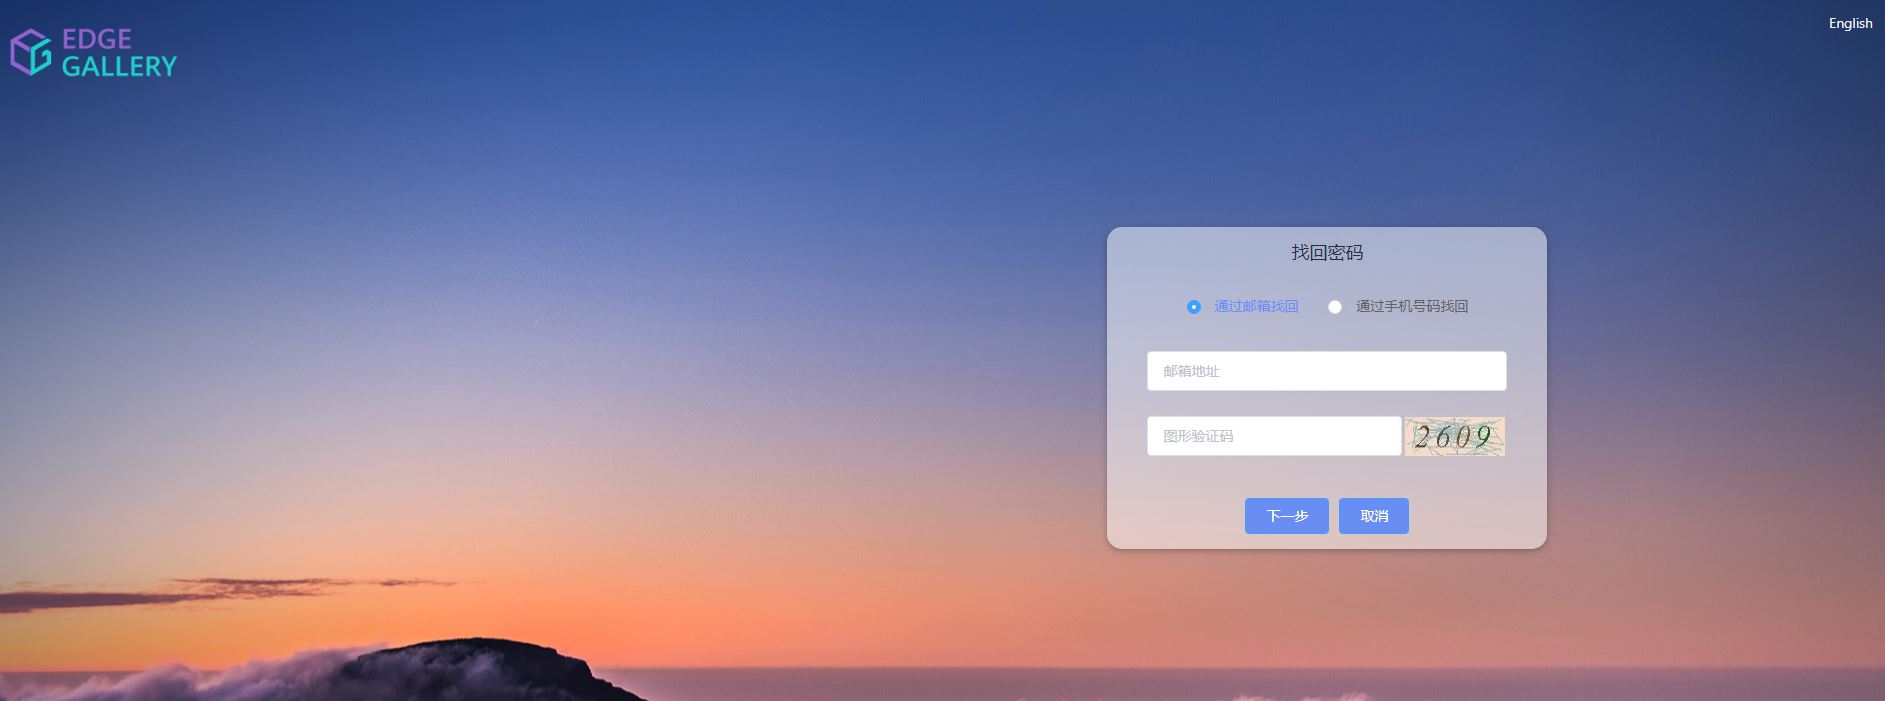 EDGE
GALLERY
English
找回密码
通过邮箱找回 通过手机号码找回
邮箱地址
图形验证码 2609
下一步 取消